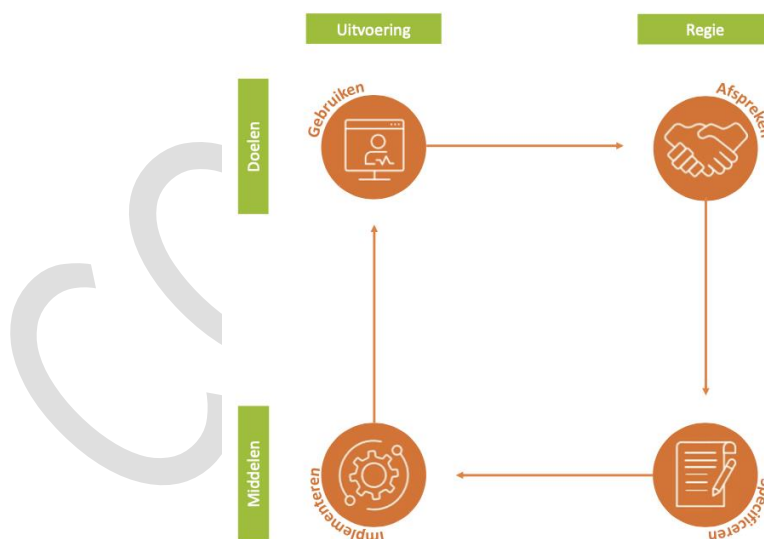 Uitvoering
Regie
Doelen
Gebruiken
Afspreken
Middelen
Implementeren
Specificeren